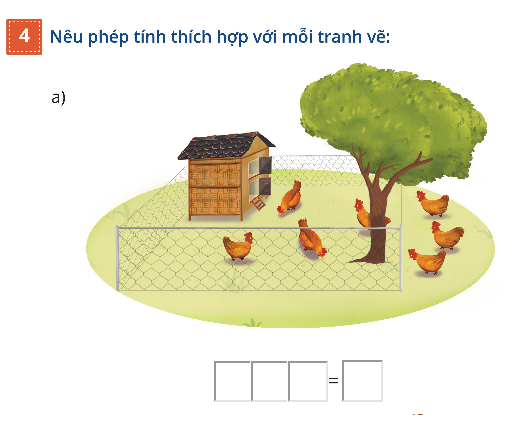 4 Nêu phép tính thích hợp với mỗi tranh vẽ:
a)
=